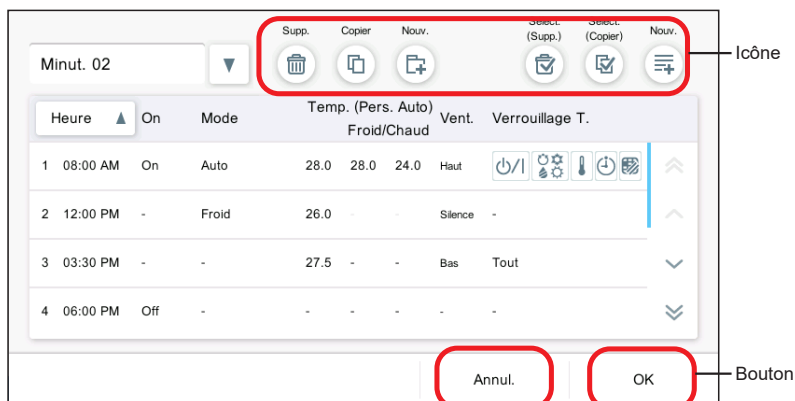 Supp. Copier Nouv. Sélect. (Supp.) Sélect. (Copier) Nouv.
Icône
Minut. 02 ▼
Heure ▲ On Mode Temp. (Pers. Auto) Froid/Chaud Vent. Verrouillage T.
1 08:00 AM On Auto 28.0 28.0 24.0 Haut
2 12:00 PM - Froid 26.0 - - Silence -
3 03:30 PM - - 27.5 - - Bas Tout
4 06:00 PM Off - - - - - -
Annul. OK
Bouton